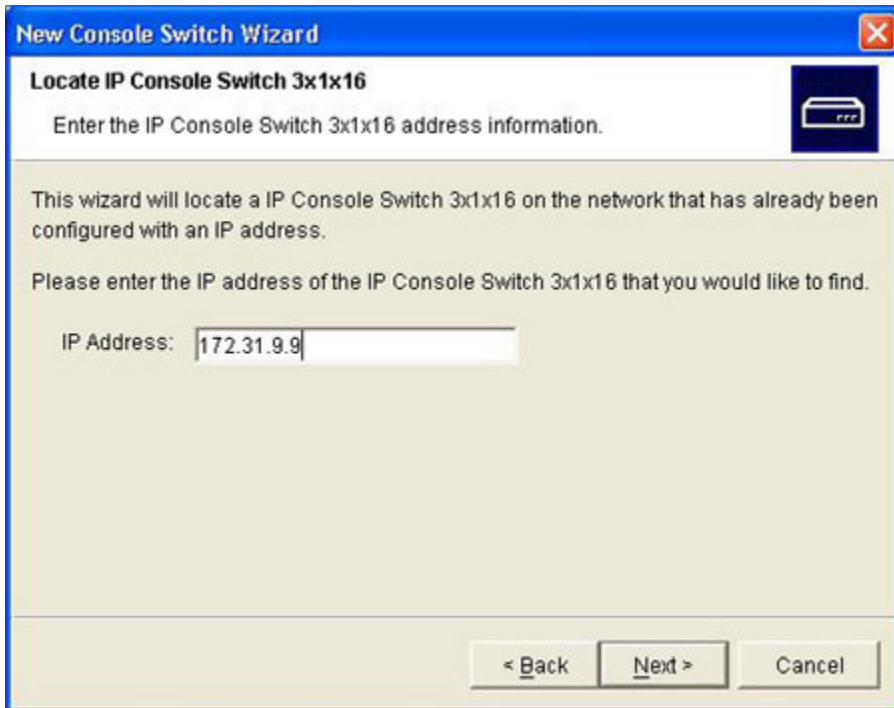 New Console Switch Wizard
Locate IP Console Switch 3x1x16
Enter the IP Console Switch 3x1x16 address information.
This wizard will locate a IP Console Switch 3x1x16 on the network that has already been
configured with an IP address.
Please enter the IP address of the IP Console Switch 3x1x16 that you would like to find.
IP Address: 172.31.9.9
< Back Next > Cancel